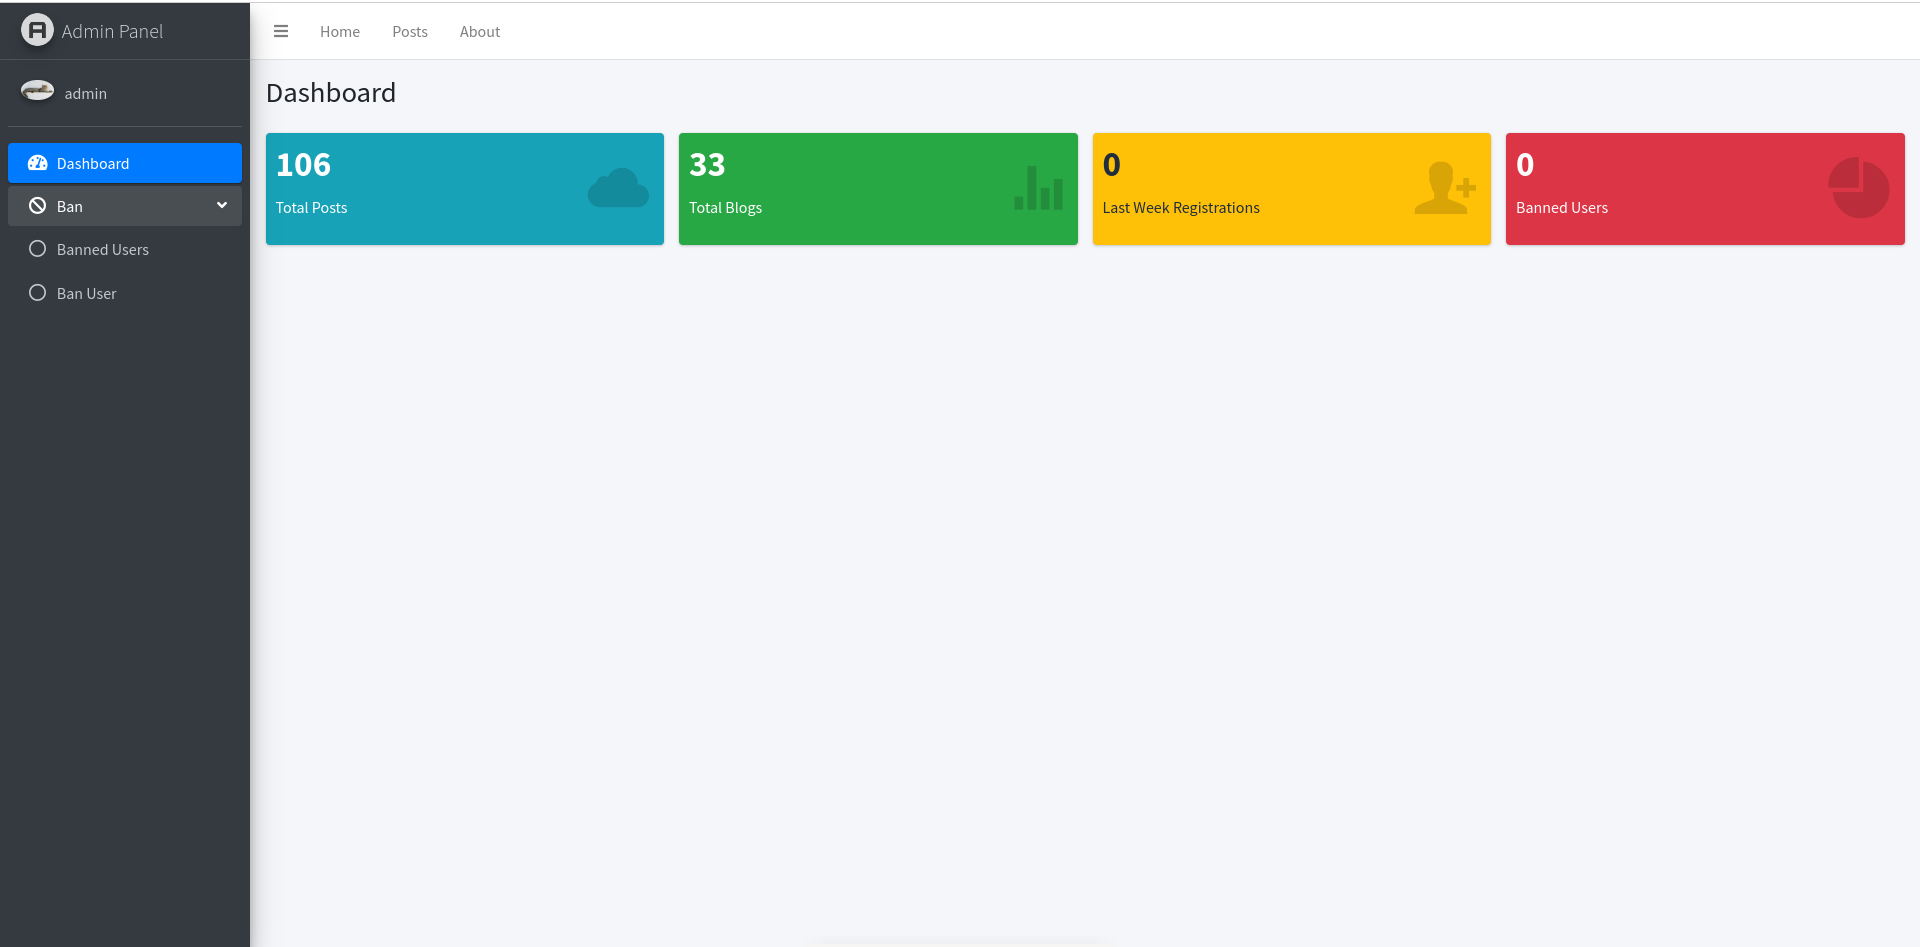 Admin Panel
admin
Dashboard
Ban
Banned Users
Ban User
Home
Posts
About
Dashboard
106
Total Posts
33
Total Blogs
0
Last Week Registrations
0
Banned Users